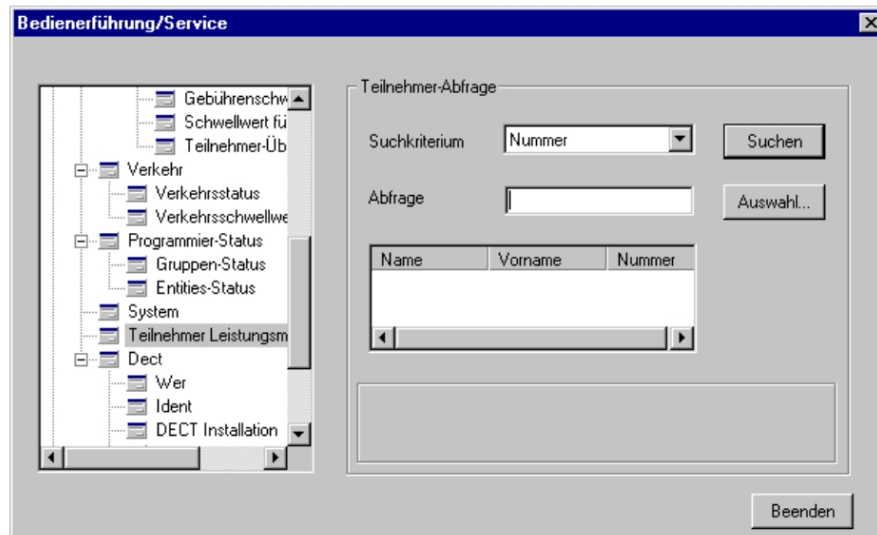 Bedienerführung/Service
Gebührenschw
Schwellwert fü
Teilnehmer-Üb
Verkehr
Verkehrsstatus
Verkehrsschwellwe
Programmier-Status
Gruppen-Status
Entities-Status
System
Teilnehmer Leistungsm
Dect
Wer
Ident
DECT Installation
Teilnehmer-Abfrage
Suchkriterium Nummer Suchen
Abfrage Auswahl...
Name Vorname Nummer
Beenden